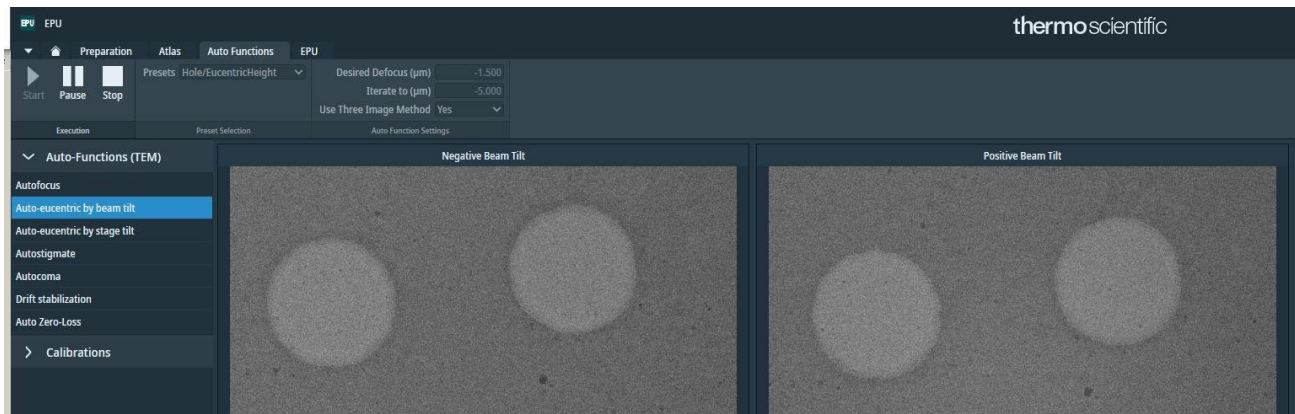 EPU EPU
thermo scientific
Preparation Atlas Auto Functions EPU
Start Pause Stop
Execution
Presets Hole/EucentricHeight
Preset Selection
Desired Defocus (µm) -1.500
Iterate to (µm) -5.000
Use Three Image Method Yes
Auto Function Settings
Auto-Functions (TEM)
Autofocus
Auto-eucentric by beam tilt
Auto-eucentric by stage tilt
Autostigmate
Autocoma
Drift stabilization
Auto Zero-Loss
Calibrations
Negative Beam Tilt
Positive Beam Tilt